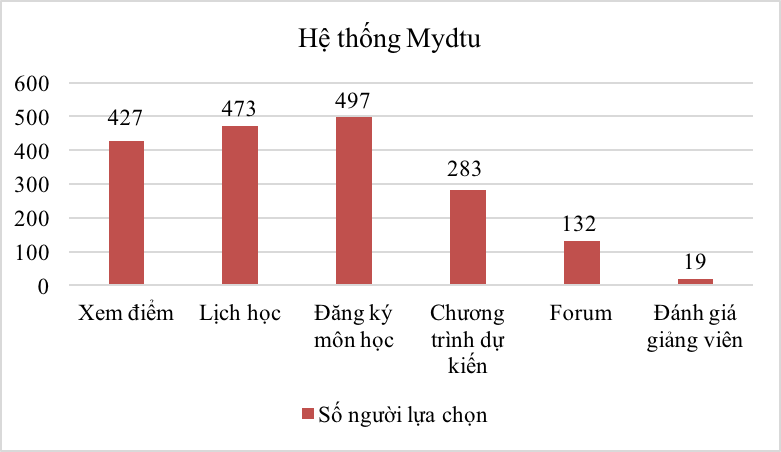 Hệ thống Mydtu
600
500
400
300
200
100
0
427
473
497
283
132
19
Xem điểm
Lịch học
Đăng ký
môn học
Chương
trình dự
kiến
Forum
Đánh giá
giảng viên
Số người lựa chọn